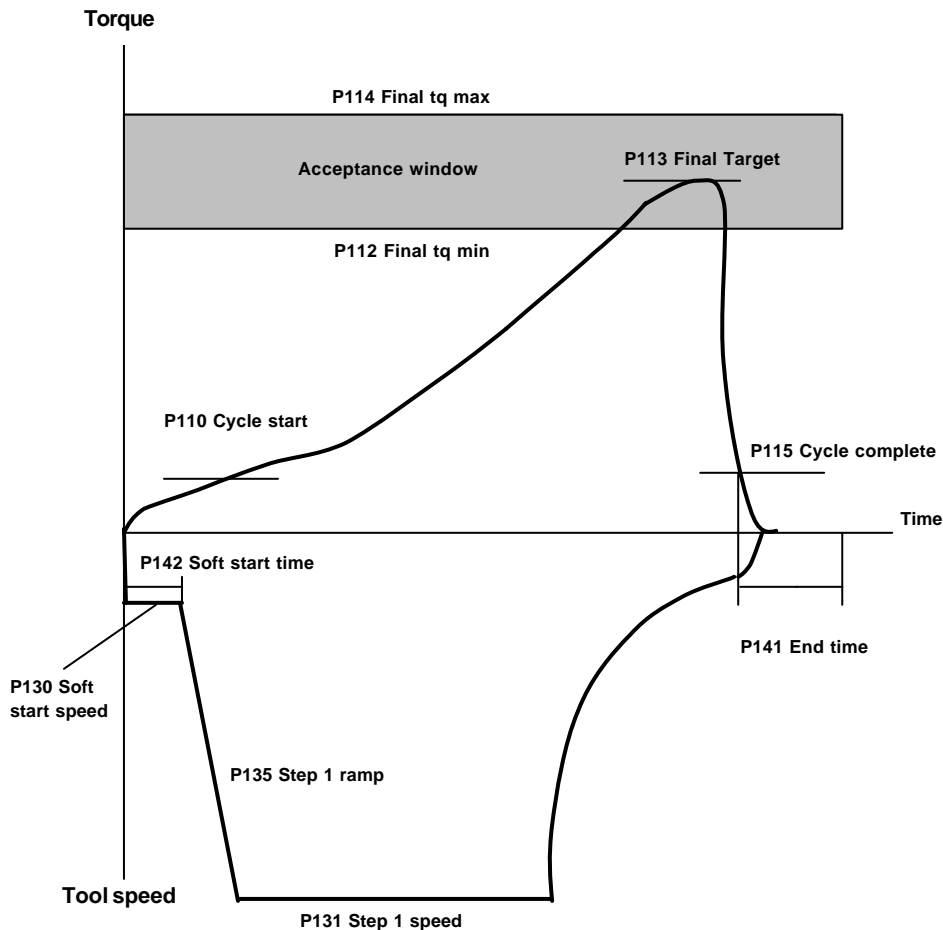 Torque
P114 Final tq max
P113 Final Target
Acceptance window
P112 Final tq min
P110 Cycle start
P115 Cycle complete
Time
P142 Soft start time
P141 End time
P130 Soft
start speed
P135 Step 1 ramp
Tool speed
P131 Step 1 speed